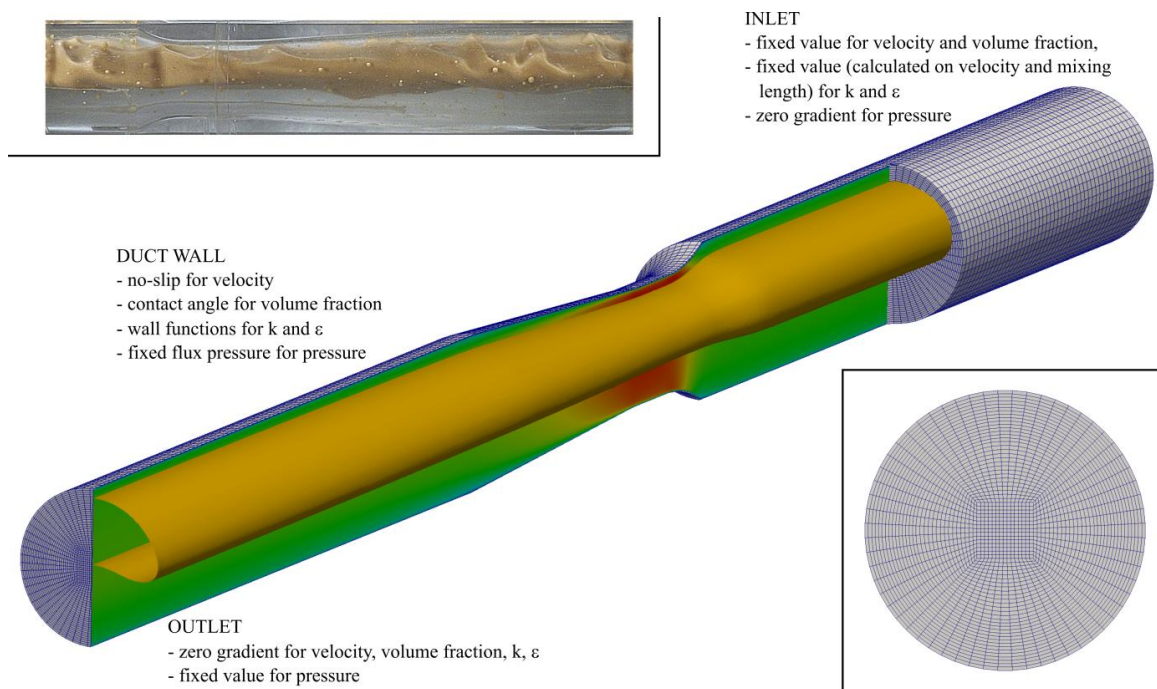 INLET
- fixed value for velocity and volume fraction,
- fixed value (calculated on velocity and mixing
length) for k and ε
- zero gradient for pressure
DUCT WALL
- no-slip for velocity
- contact angle for volume fraction
- wall functions for k and ε
- fixed flux pressure for pressure
OUTLET
- zero gradient for velocity, volume fraction, k, ε
- fixed value for pressure